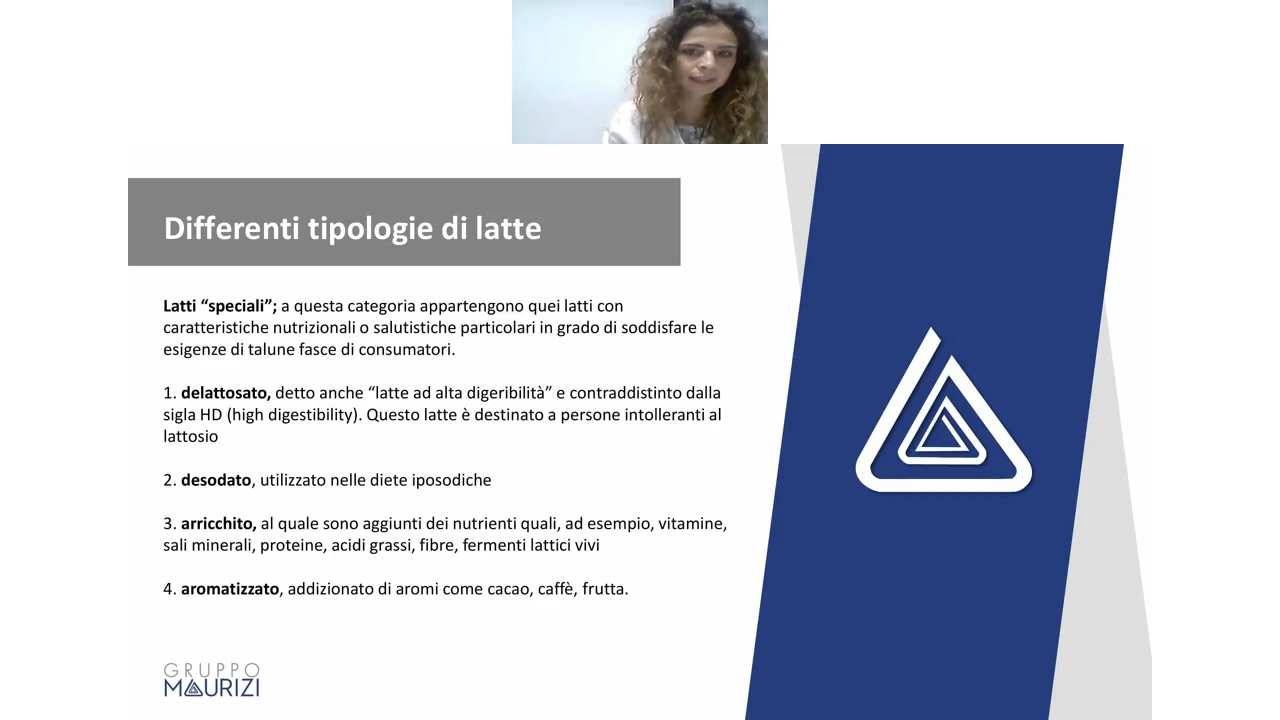 Differenti tipologie di latte
Latti “speciali”; a questa categoria appartengono quei latti con
caratteristiche nutrizionali o salutistiche particolari in grado di soddisfare le
esigenze di talune fasce di consumatori.
1. delattosato, detto anche “latte ad alta digeribilità” e contraddistinto dalla
sigla HD (high digestibility). Questo latte è destinato a persone intolleranti al
lattosio
2. desodato, utilizzato nelle diete iposodiche
3. arricchito, al quale sono aggiunti dei nutrienti quali, ad esempio, vitamine,
sali minerali, proteine, acidi grassi, fibre, fermenti lattici vivi
4. aromatizzato, addizionato di aromi come cacao, caffè, frutta.
GRUPPO
MAURIZI